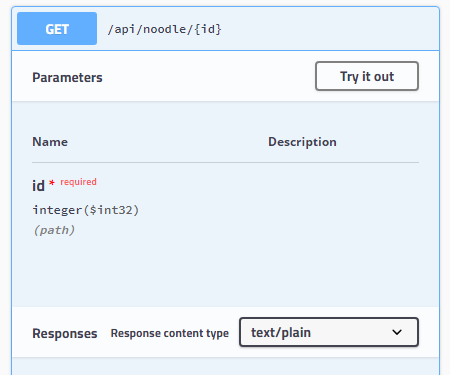 GET /api/noodle/{id}
Parameters Try it out
Name Description
id * required
integer($int32)
(path)
Responses Response content type text/plain